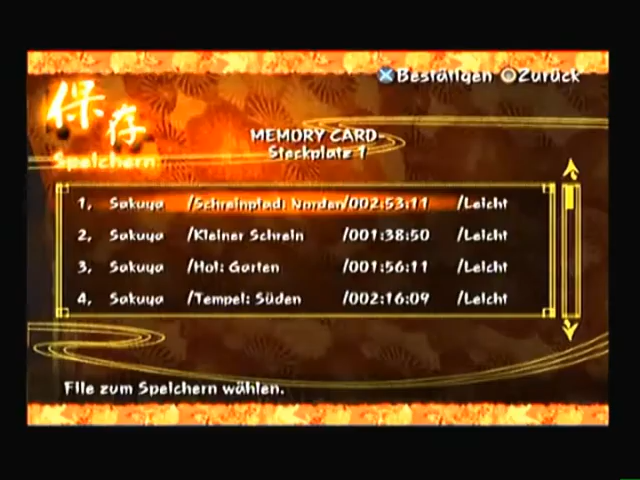 Bestätigen Zurück
保存
Speichern
MEMORY CARD-
Steckplatz 1
1, Sakuya /Schreinpfad: Norden/002:53:11 /Leicht
2, Sakuya /Kleiner Schrein /001:38:50 /Leicht
3, Sakuya /Hof: Garten /001:56:11 /Leicht
4, Sakuya /Tempel: Süden /002:16:09 /Leicht
File zum Speichern wählen.